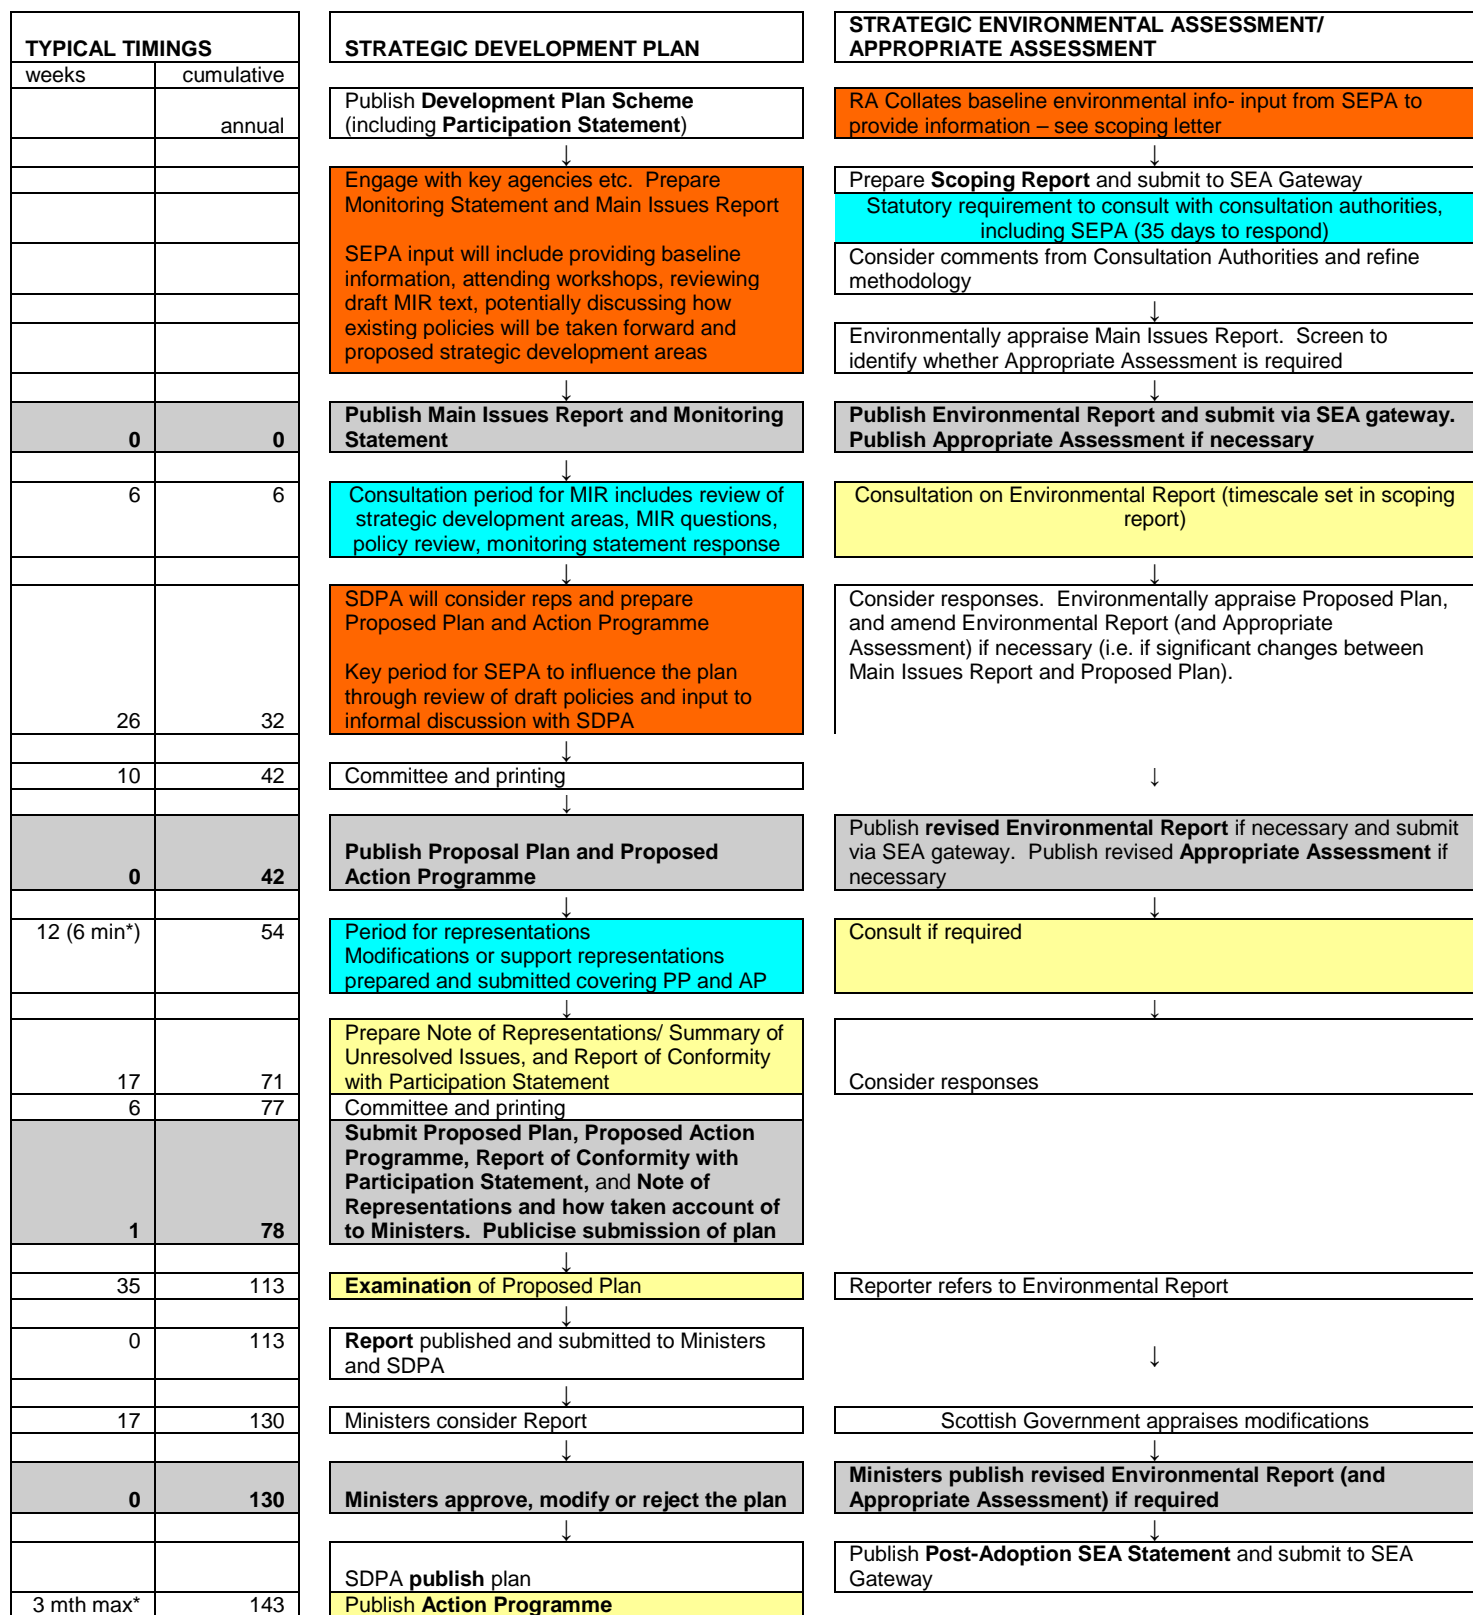 TYPICAL TIMINGS
STRATEGIC DEVELOPMENT PLAN
STRATEGIC ENVIRONMENTAL ASSESSMENT/
APPROPRIATE ASSESSMENT
weeks cumulative
annual
Publish Development Plan Scheme
(including Participation Statement)
RA Collates baseline environmental info- input from SEPA to
provide information – see scoping letter
↓ ↓
Engage with key agencies etc. Prepare
Monitoring Statement and Main Issues Report
SEPA input will include providing baseline
information, attending workshops, reviewing
draft MIR text, potentially discussing how
existing policies will be taken forward and
proposed strategic development areas
Prepare Scoping Report and submit to SEA Gateway
Statutory requirement to consult with consultation authorities,
including SEPA (35 days to respond)
Consider comments from Consultation Authorities and refine
methodology
↓
Environmentally appraise Main Issues Report. Screen to
identify whether Appropriate Assessment is required
↓ ↓
0 0
Publish Main Issues Report and Monitoring
Statement
Publish Environmental Report and submit via SEA gateway.
Publish Appropriate Assessment if necessary
↓
6 6
Consultation period for MIR includes review of
strategic development areas, MIR questions,
policy review, monitoring statement response
Consultation on Environmental Report (timescale set in scoping
report)
↓ ↓
26 32
SDPA will consider reps and prepare
Proposed Plan and Action Programme
Key period for SEPA to influence the plan
through review of draft policies and input to
informal discussion with SDPA
Consider responses. Environmentally appraise Proposed Plan,
and amend Environmental Report (and Appropriate
Assessment) if necessary (i.e. if significant changes between
Main Issues Report and Proposed Plan).
↓
10 42
Committee and printing
↓
↓
0 42
Publish Proposal Plan and Proposed
Action Programme
Publish revised Environmental Report if necessary and submit
via SEA gateway. Publish revised Appropriate Assessment if
necessary
↓ ↓
12 (6 min*) 54
Period for representations
Modifications or support representations
prepared and submitted covering PP and AP
Consult if required
↓ ↓
17 71
Prepare Note of Representations/ Summary of
Unresolved Issues, and Report of Conformity
with Participation Statement
Consider responses
6 77
Committee and printing
1 78
Submit Proposed Plan, Proposed Action
Programme, Report of Conformity with
Participation Statement, and Note of
Representations and how taken account of
to Ministers. Publicise submission of plan
↓
35 113
Examination of Proposed Plan
Reporter refers to Environmental Report
↓
0 113
Report published and submitted to Ministers
and SDPA
↓
↓
17 130
Ministers consider Report
Scottish Government appraises modifications
↓ ↓
0 130
Ministers approve, modify or reject the plan
Ministers publish revised Environmental Report (and
Appropriate Assessment) if required
↓ ↓
SDPA publish plan
Publish Post-Adoption SEA Statement and submit to SEA
Gateway
3 mth max* 143
Publish Action Programme